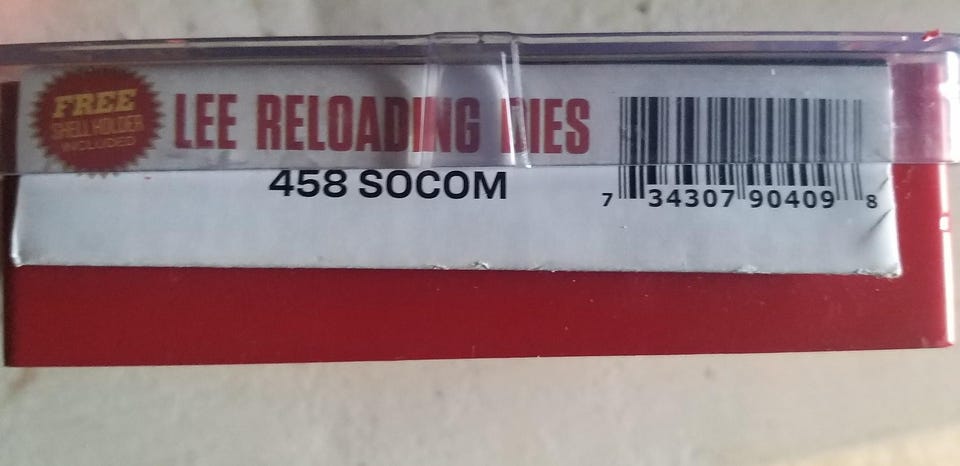 FREE
SHELL HOLDER
INCLUDED
LEE RELOADING DIES
458 SOCOM
7 34307 90409 8